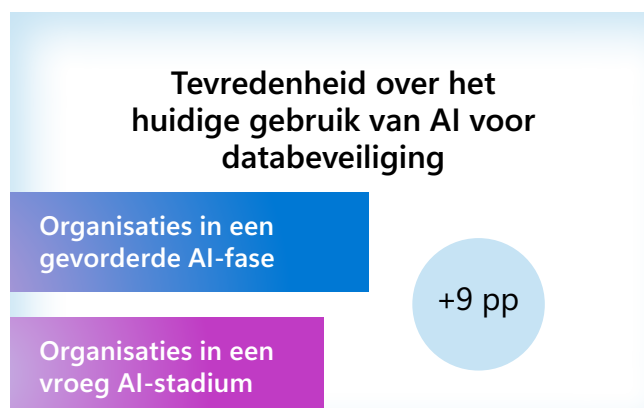 Tevredenheid over het
huidige gebruik van AI voor
databeveiliging
Organisaties in een
gevorderde AI-fase
+9 pp
Organisaties in een
vroeg AI-stadium